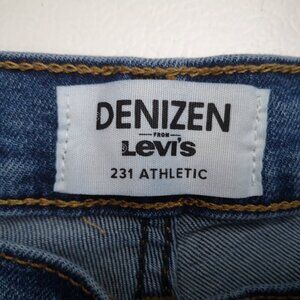 DENIZEN
FROM
Levi's
231 ATHLETIC